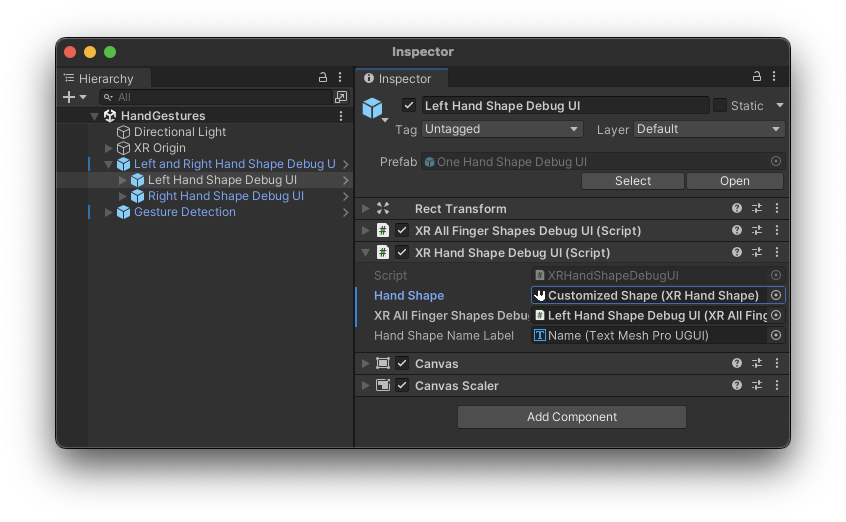 Inspector
Hierarchy
All
HandGestures
Directional Light
XR Origin
Left and Right Hand Shape Debug U
Left Hand Shape Debug UI
Right Hand Shape Debug UI
Gesture Detection
Inspector
Left Hand Shape Debug UI
Static
Tag Untagged Layer Default
Prefab One Hand Shape Debug UI
Select Open
Rect Transform
# XR All Finger Shapes Debug UI (Script)
# XR Hand Shape Debug UI (Script)
Script # XRHandShapeDebugUI
Hand Shape Customized Shape (XR Hand Shape)
XR All Finger Shapes Debu # Left Hand Shape Debug UI (XR All Fing
Hand Shape Name Label T Name (Text Mesh Pro UGUI)
Canvas
Canvas Scaler
Add Component